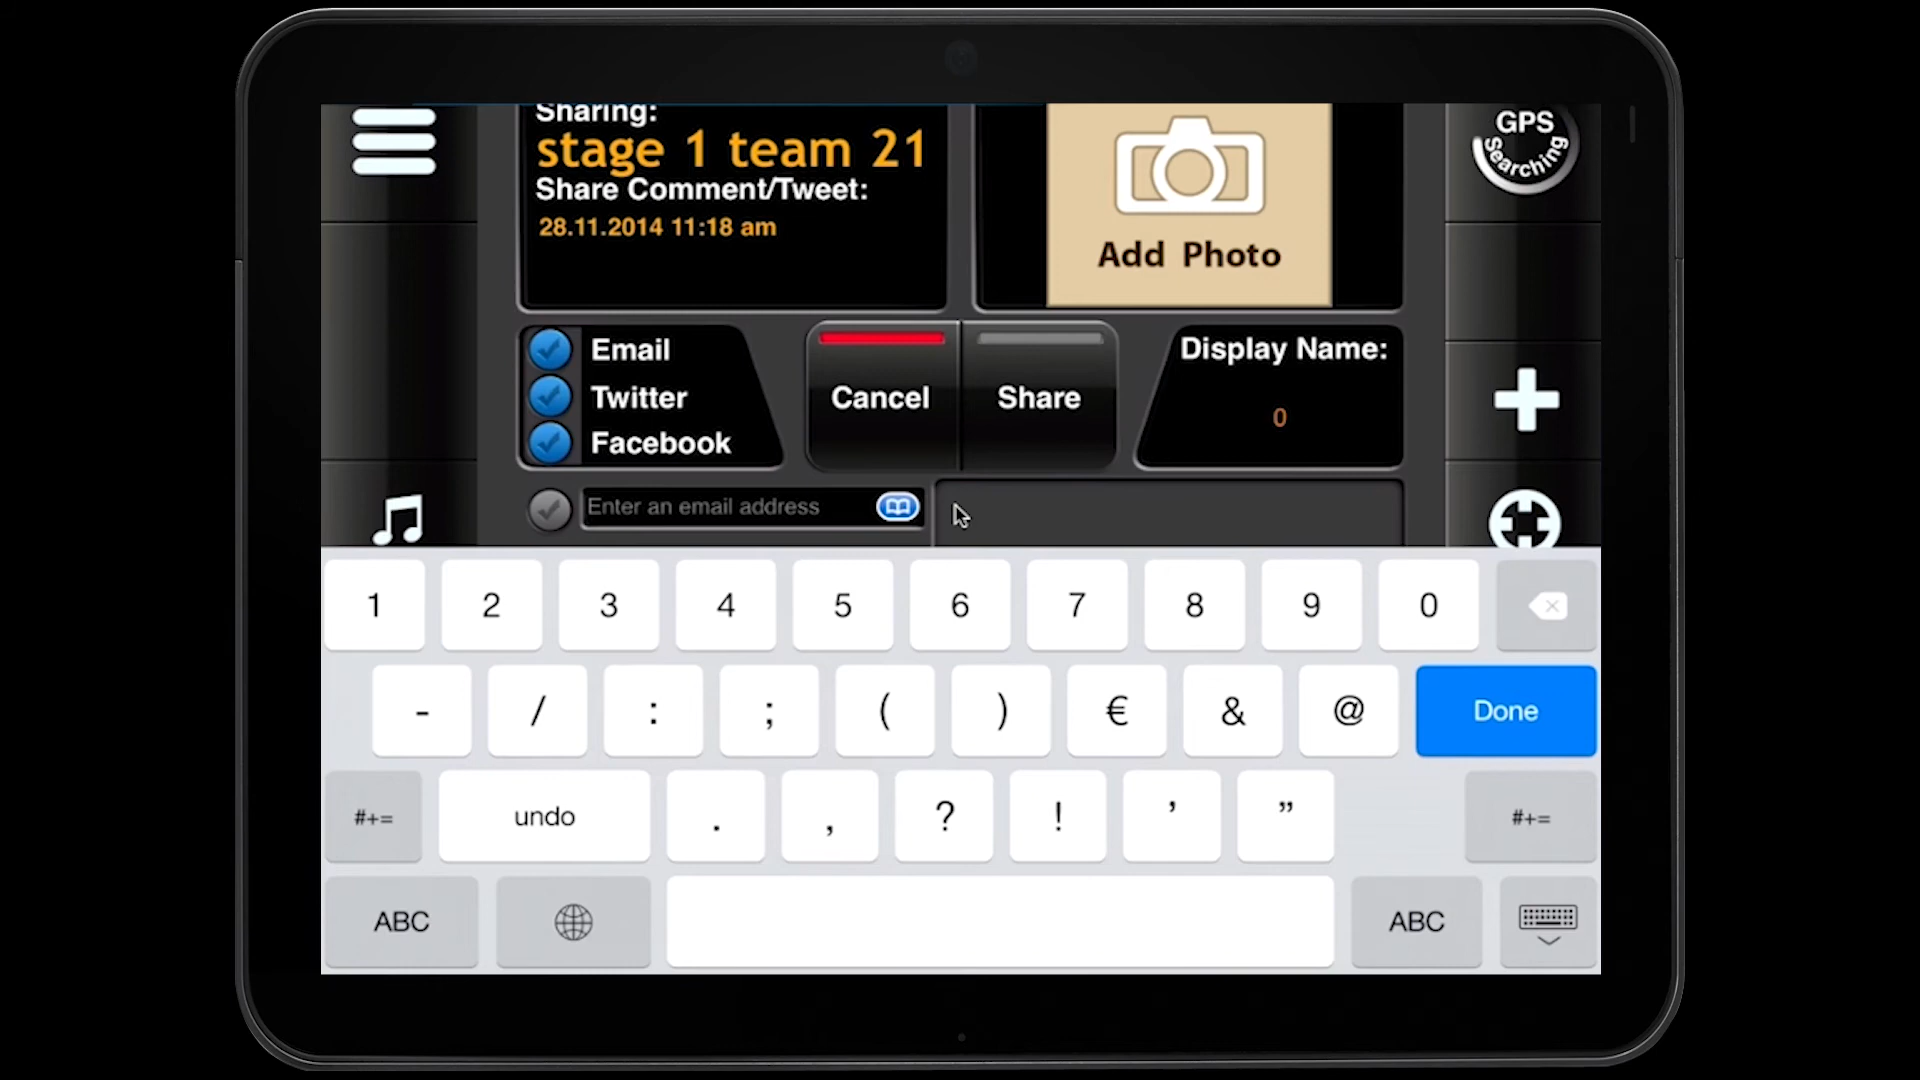 Sharing:
stage 1 team 21
Share Comment/Tweet:
28.11.2014 11:18 am
Add Photo
GPS
Searching
Email
Twitter
Facebook
Cancel
Share
Display Name:
0
Enter an email address
1 2 3 4 5 6 7 8 9 0
- / : ; ( ) € & @ Done
#+= undo . , ? ! ’ ” #+=
ABC ABC